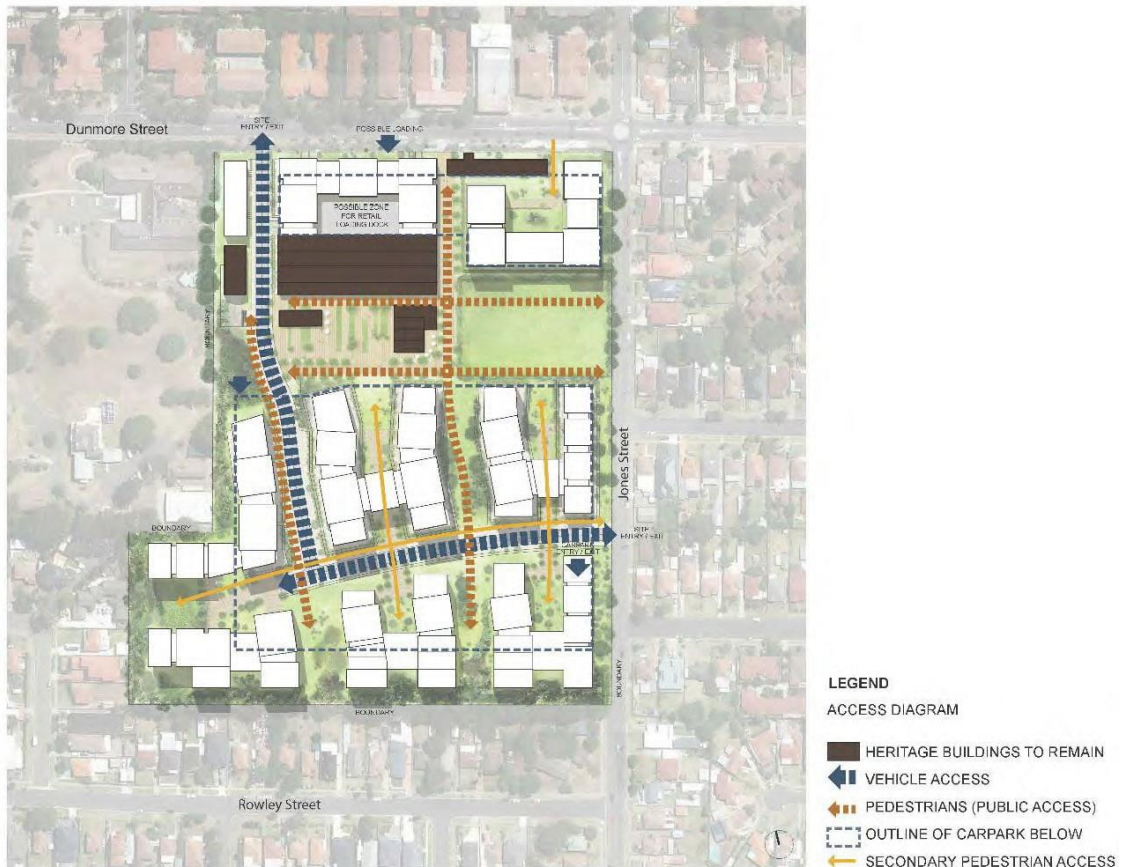 Dunmore Street
SITE
ENTRY / EXIT
POSSIBLE LOADING
POSSIBLE ZONE
FOR RETAIL
LOADING DOCK
BOUNDARY
Jones Street
BOUNDARY
SITE
ENTRY / EXIT
BOUNDARY
BOUNDARY
Rowley Street
LEGEND
ACCESS DIAGRAM
HERITAGE BUILDINGS TO REMAIN
VEHICLE ACCESS
PEDESTRIANS (PUBLIC ACCESS)
OUTLINE OF CARPARK BELOW
SECONDARY PEDESTRIAN ACCESS